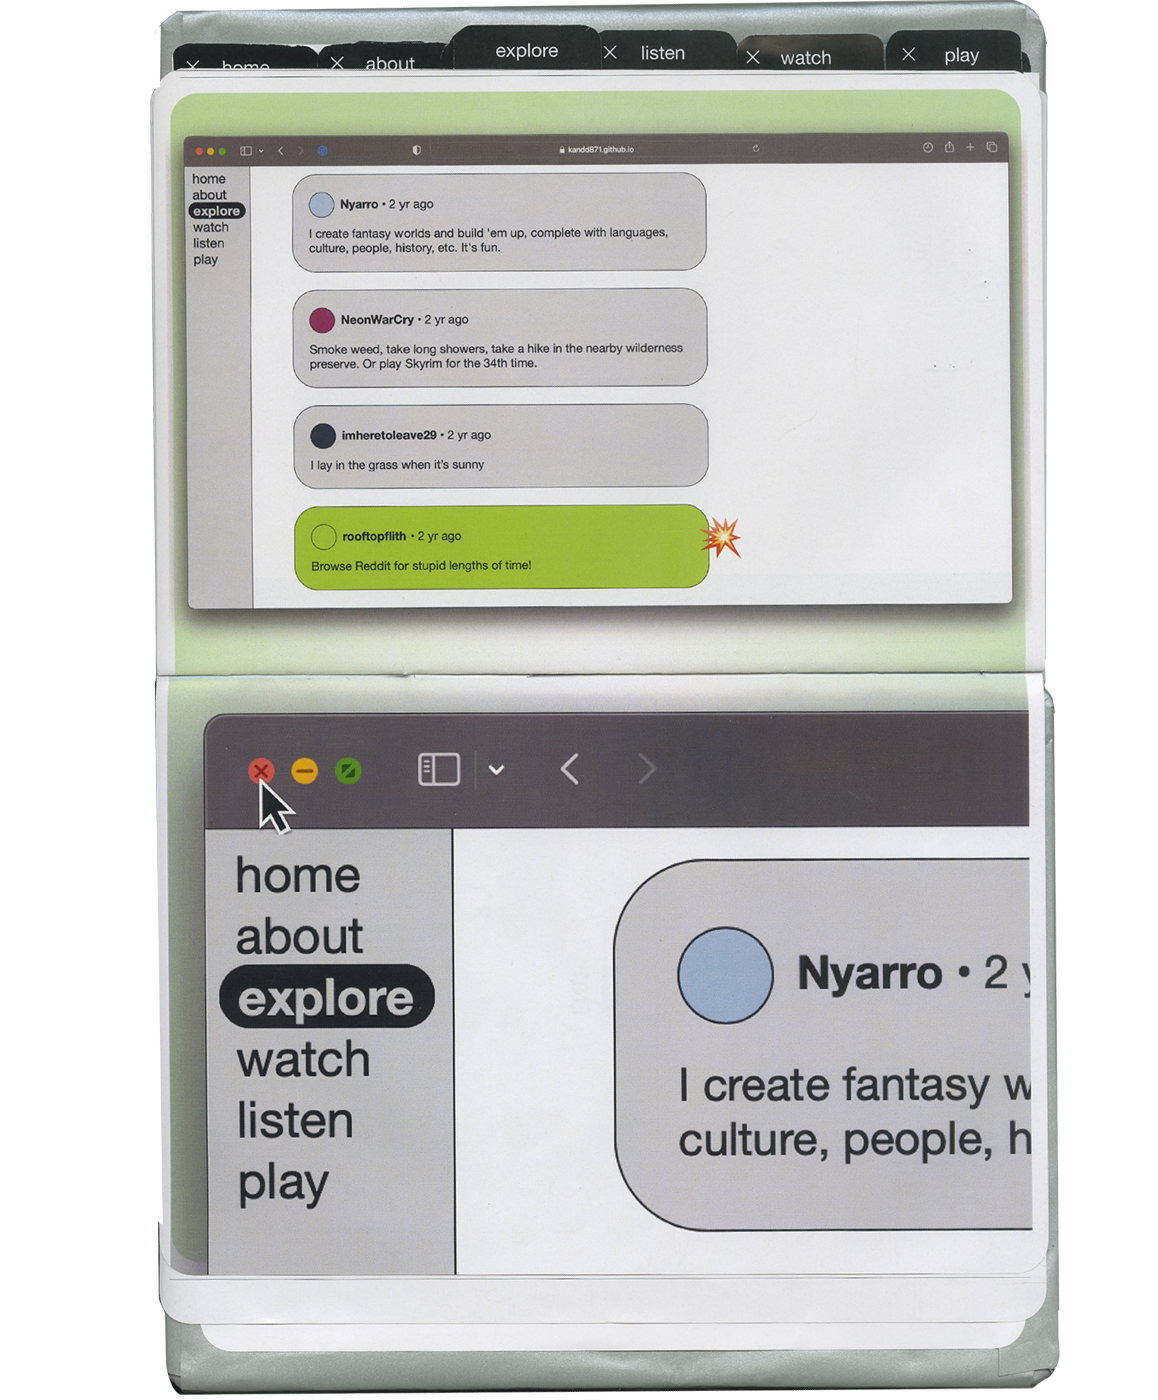 home
about
explore
listen
watch
play
kandd871.github.io
home
about
explore
watch
listen
play
Nyarro • 2 yr ago
I create fantasy worlds and build 'em up, complete with languages,
culture, people, history, etc. It's fun.
NeonWarCry • 2 yr ago
Smoke weed, take long showers, take a hike in the nearby wilderness
preserve. Or play Skyrim for the 34th time.
imheretoleave29 • 2 yr ago
I lay in the grass when it's sunny
rooftopflith • 2 yr ago
Browse Reddit for stupid lengths of time!
home
about
explore
watch
listen
play
Nyarro • 2 y
I create fantasy w
culture, people, h